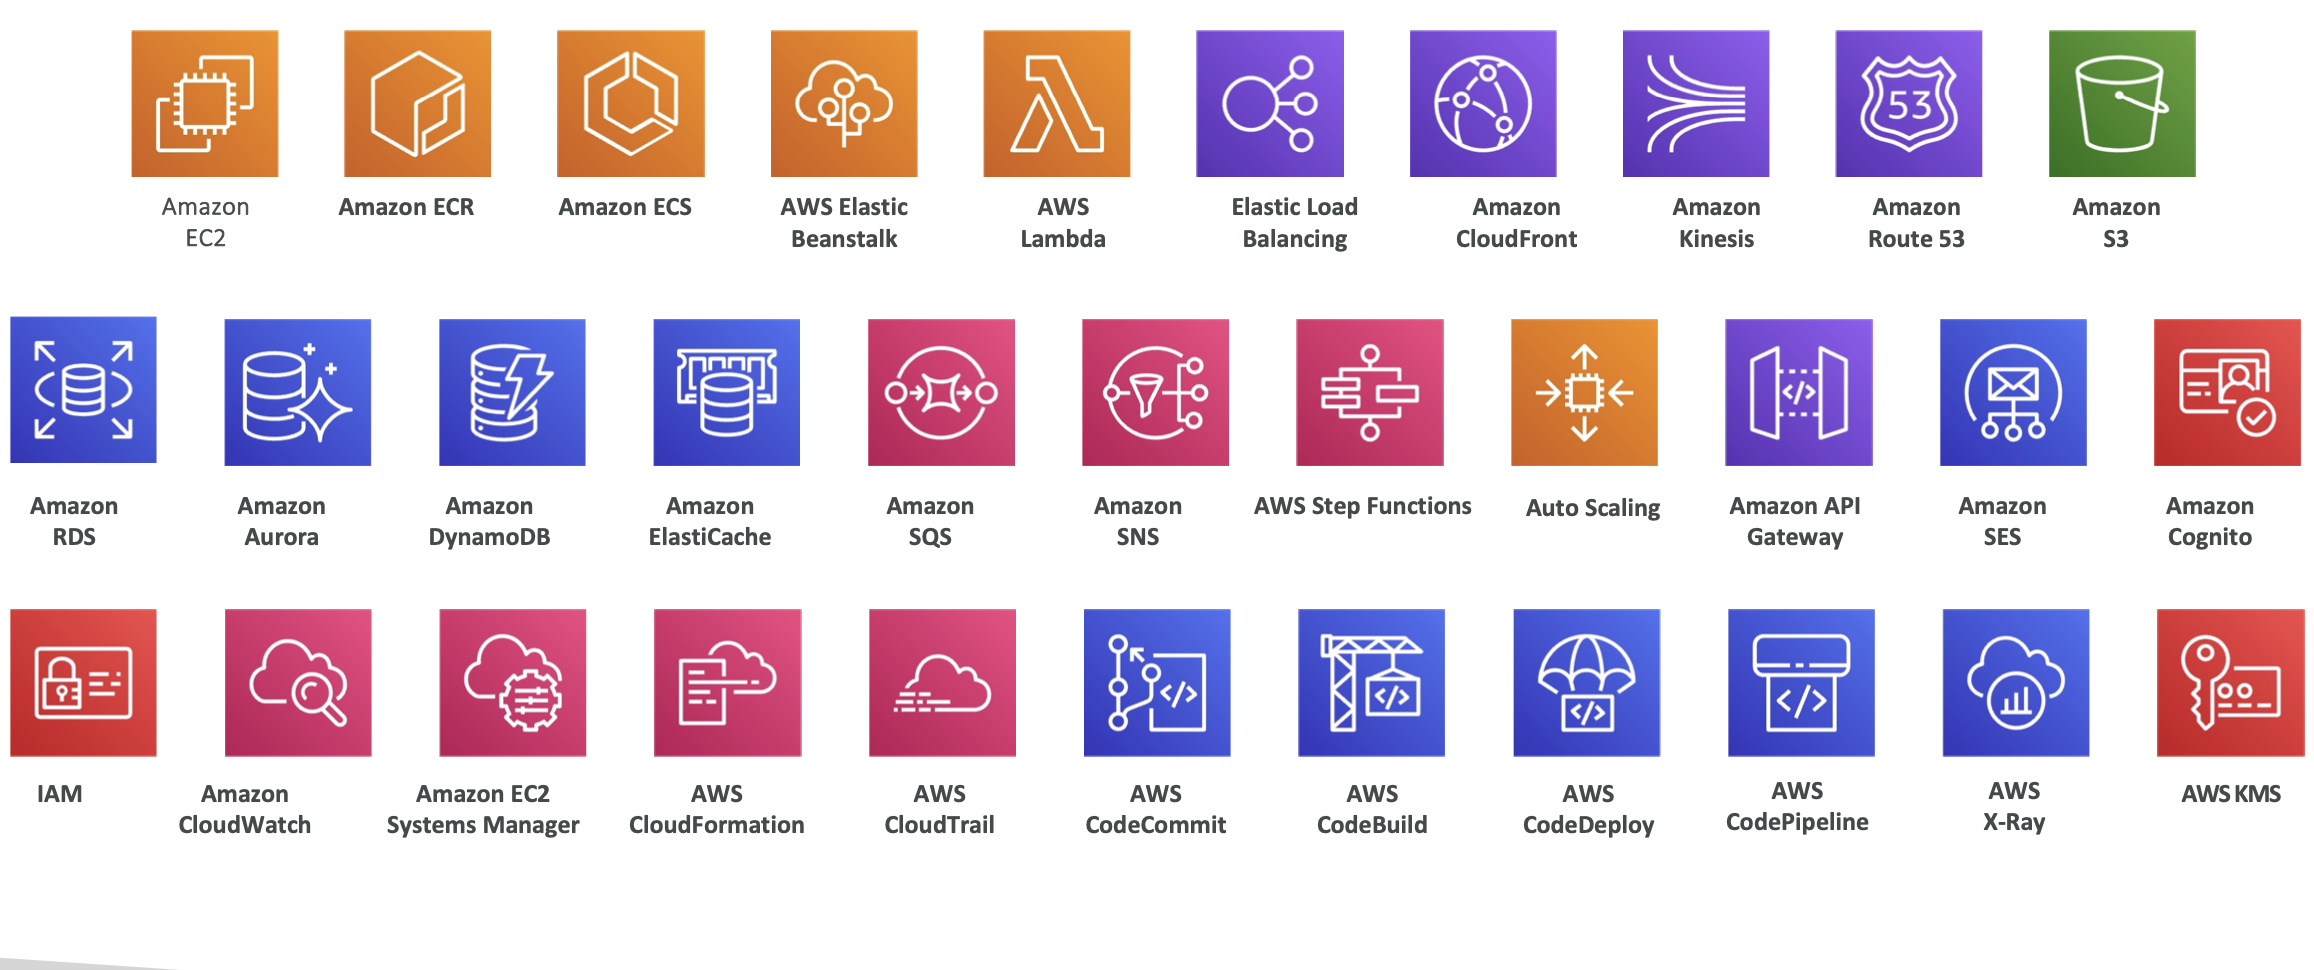 53
Amazon
EC2
Amazon ECR
Amazon ECS
AWS Elastic
Beanstalk
AWS
Lambda
Elastic Load
Balancing
Amazon
CloudFront
Amazon
Kinesis
Amazon
Route 53
Amazon
S3
</>
Amazon
RDS
Amazon
Aurora
Amazon
DynamoDB
Amazon
ElastiCache
Amazon
SQS
Amazon
SNS
AWS Step Functions
Auto Scaling
Amazon API
Gateway
Amazon
SES
Amazon
Cognito
</>
</>
</>
</>
IAM
Amazon
CloudWatch
Amazon EC2
Systems Manager
AWS
CloudFormation
AWS
CloudTrail
AWS
CodeCommit
AWS
CodeBuild
AWS
CodeDeploy
AWS
CodePipeline
AWS
X-Ray
AWS KMS